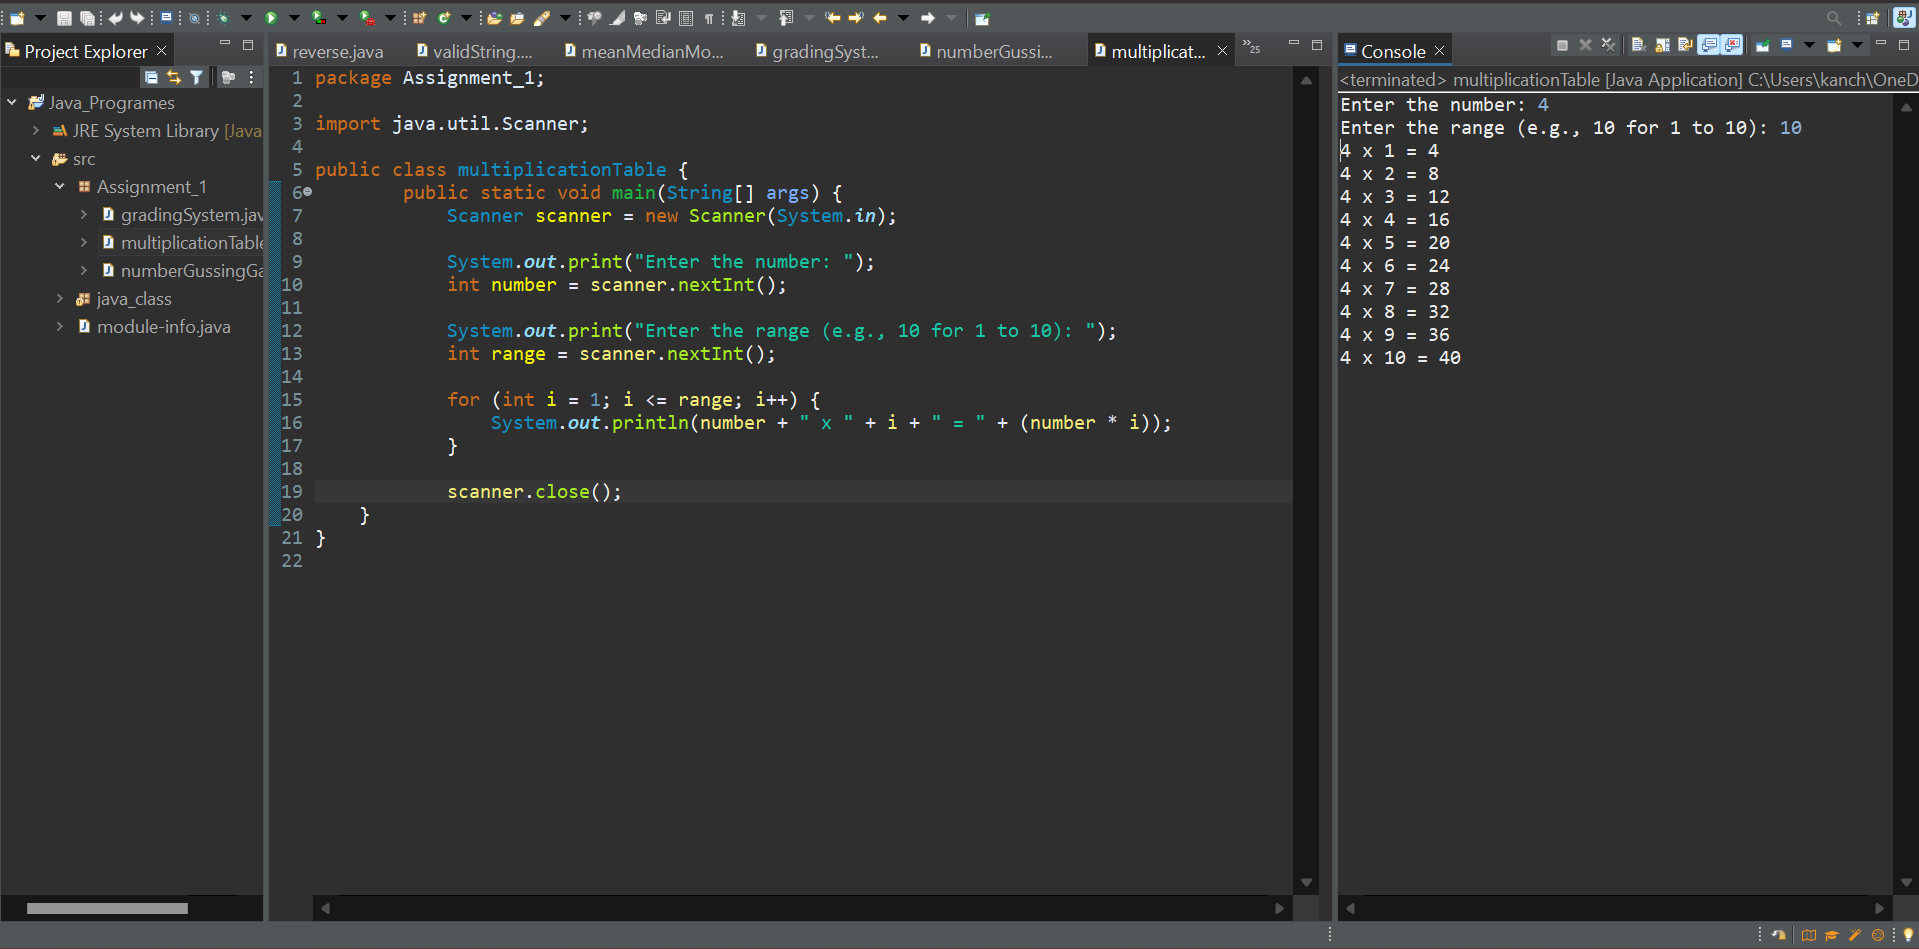 Project Explorer
Java_Programes
JRE System Library [Java
src
Assignment_1
gradingSystem.jav
multiplicationTable
numberGussingGa
java_class
module-info.java
reverse.java validString.... meanMedianMo... gradingSyst... numberGussi... multiplicat... »25
1 package Assignment_1;
2
3 import java.util.Scanner;
4
5 public class multiplicationTable {
6 public static void main(String[] args) {
7 Scanner scanner = new Scanner(System.in);
8
9 System.out.print("Enter the number: ");
10 int number = scanner.nextInt();
11
12 System.out.print("Enter the range (e.g., 10 for 1 to 10): ");
13 int range = scanner.nextInt();
14
15 for (int i = 1; i <= range; i++) {
16 System.out.println(number + " x " + i + " = " + (number * i));
17 }
18
19 scanner.close();
20 }
21 }
22
Console
<terminated> multiplicationTable [Java Application] C:\Users\kanch\OneD
Enter the number: 4
Enter the range (e.g., 10 for 1 to 10): 10
4 x 1 = 4
4 x 2 = 8
4 x 3 = 12
4 x 4 = 16
4 x 5 = 20
4 x 6 = 24
4 x 7 = 28
4 x 8 = 32
4 x 9 = 36
4 x 10 = 40